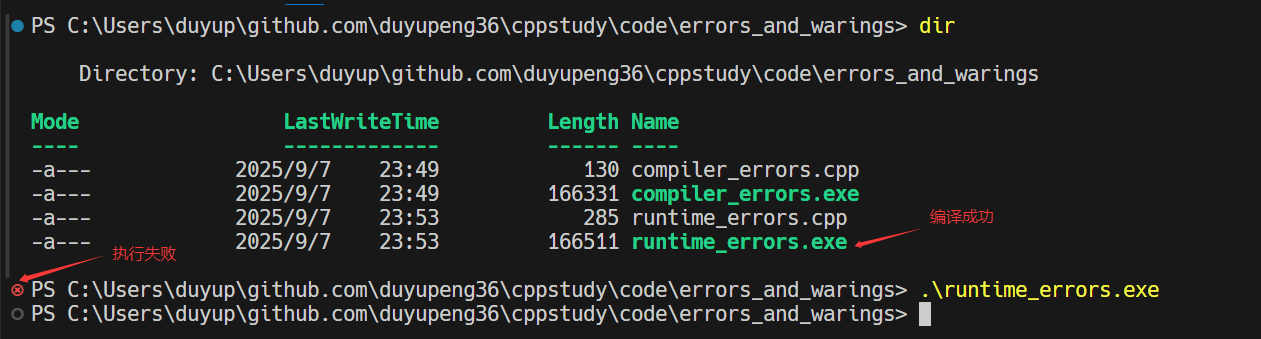 PS C:\Users\duyup\github.com\duyupeng36\cppstudy\code\errors_and_warings> dir
Directory: C:\Users\duyup\github.com\duyupeng36\cppstudy\code\errors_and_warings
Mode LastWriteTime Length Name
---- ------------- ------ ----
-a--- 2025/9/7 23:49 130 compiler_errors.cpp
-a--- 2025/9/7 23:49 166331 compiler_errors.exe
-a--- 2025/9/7 23:53 285 runtime_errors.cpp
编译成功
-a--- 2025/9/7 23:53 166511 runtime_errors.exe
执行失败
PS C:\Users\duyup\github.com\duyupeng36\cppstudy\code\errors_and_warings> .\runtime_errors.exe
PS C:\Users\duyup\github.com\duyupeng36\cppstudy\code\errors_and_warings>